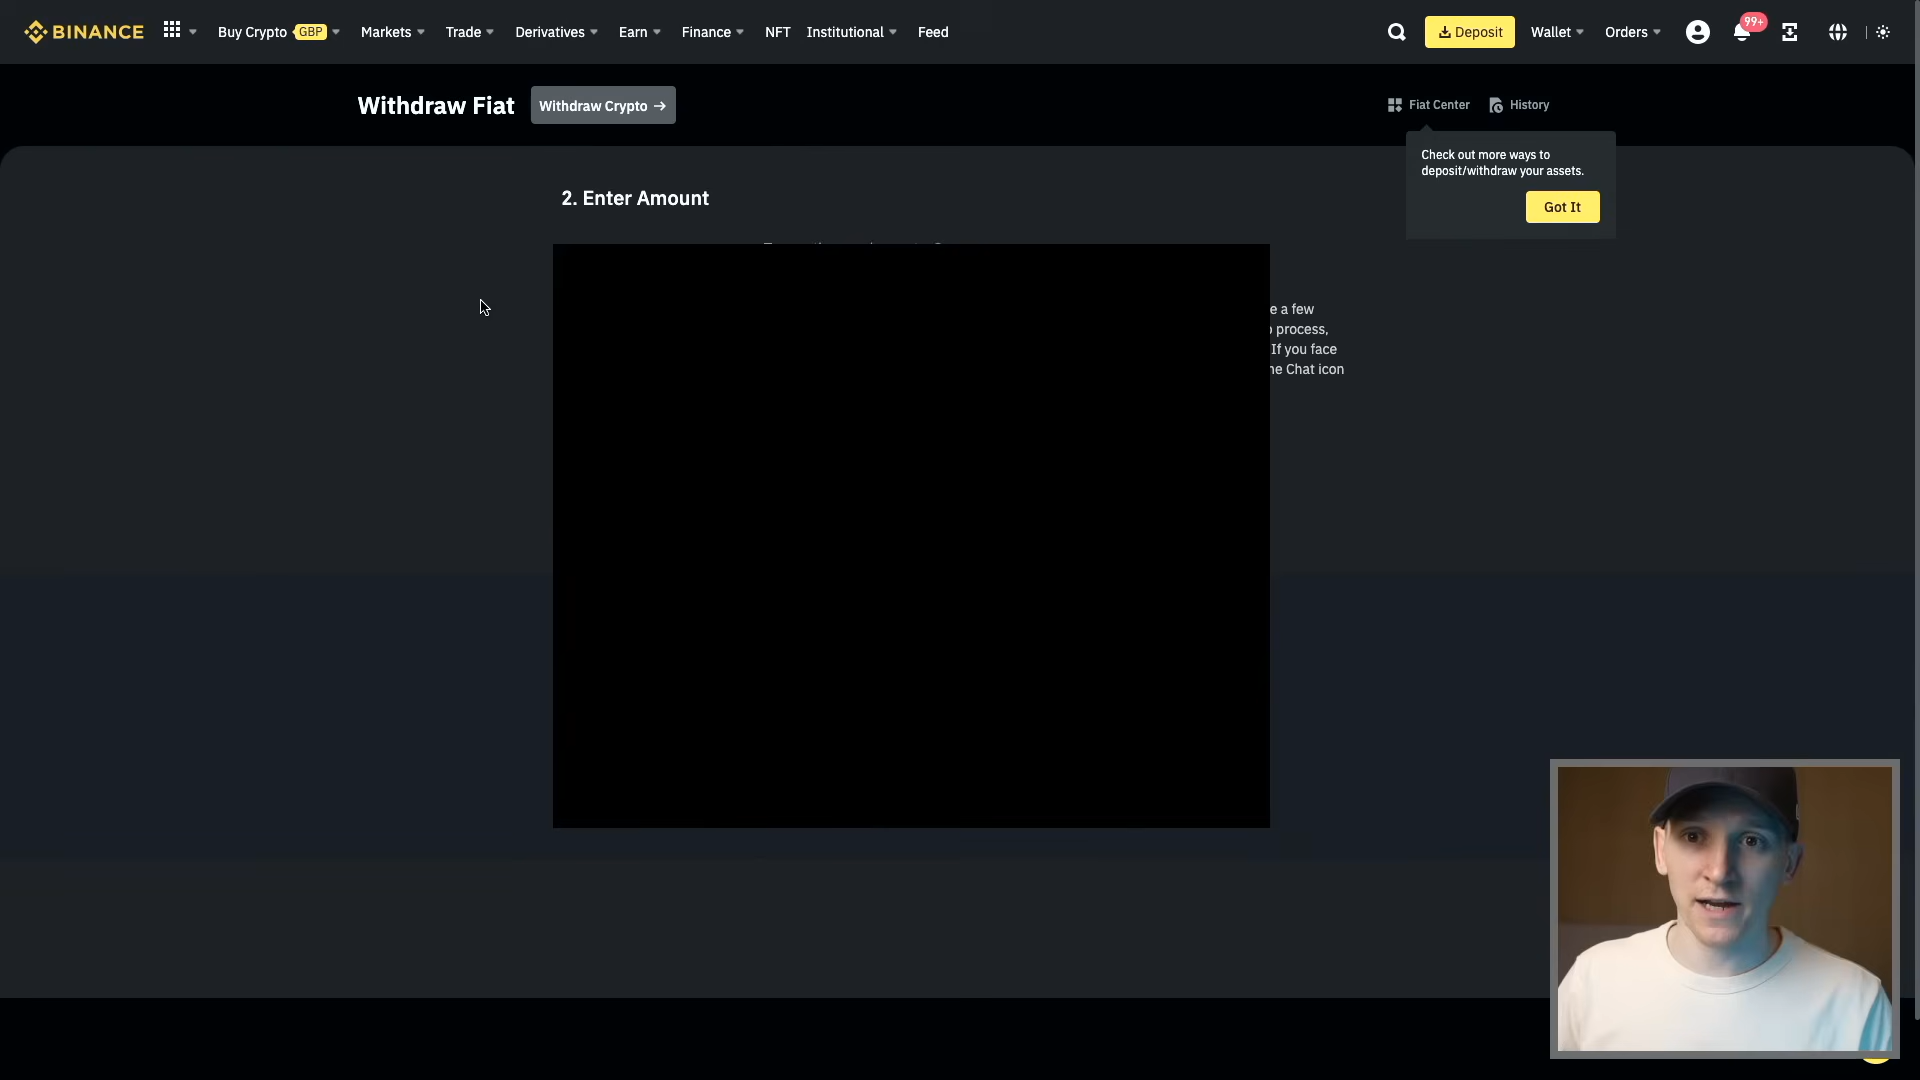 BINANCE
Buy Crypto GBP
Markets
Trade
Derivatives
Earn
Finance
NFT
Institutional
Feed
Deposit
Wallet
Orders
99+
Withdraw Fiat
Withdraw Crypto →
Fiat Center
History
Check out more ways to
deposit/withdraw your assets.
Got It
2. Enter Amount
e a few
process,
If you face
Chat icon